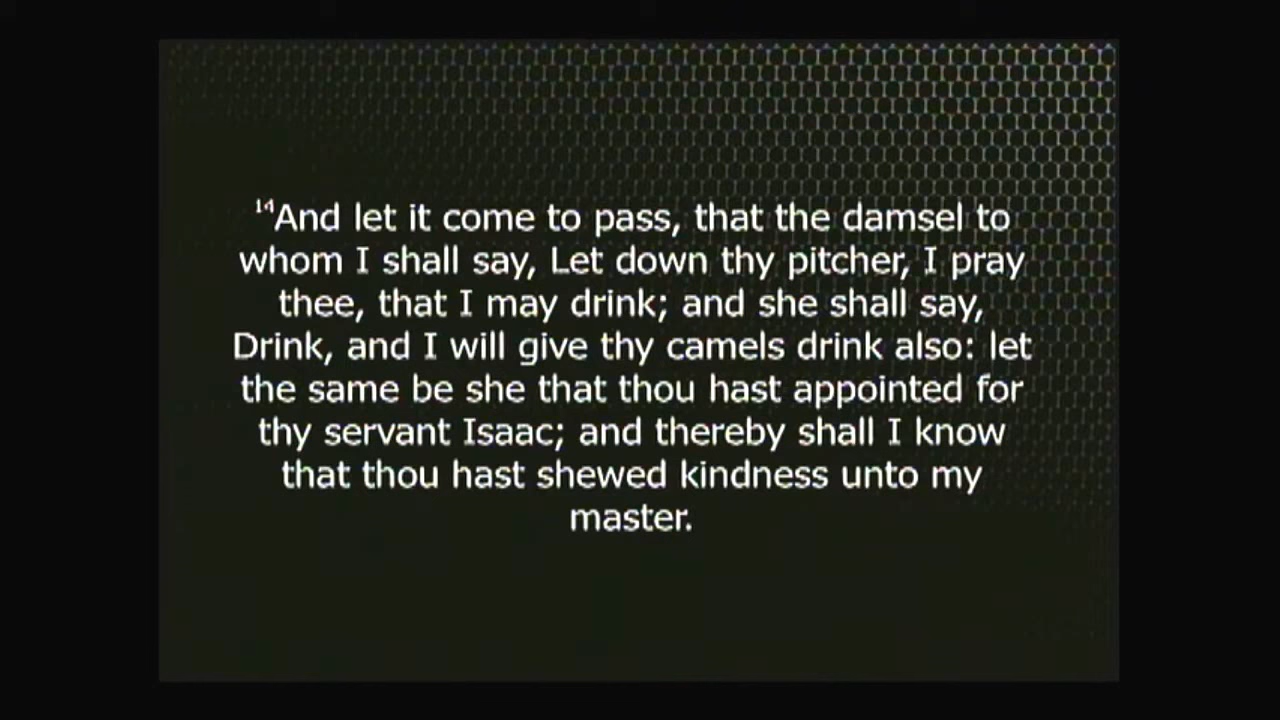 14And let it come to pass, that the damsel to
whom I shall say, Let down thy pitcher, I pray
thee, that I may drink; and she shall say,
Drink, and I will give thy camels drink also: let
the same be she that thou hast appointed for
thy servant Isaac; and thereby shall I know
that thou hast shewed kindness unto my
master.